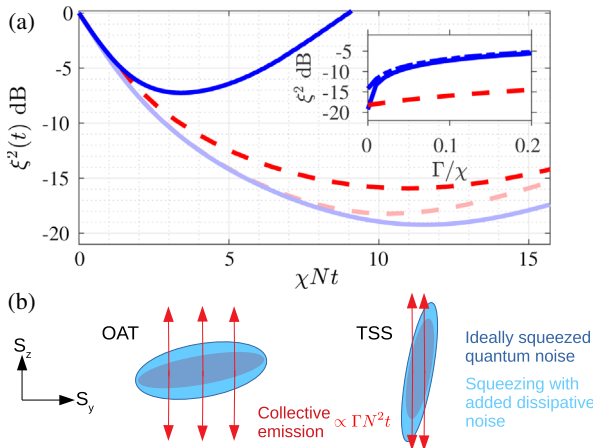 (a)
0
-5
-10
-15
-20
ξ²(t) dB
0
5
10
15
χNt
-5
-10
-15
-20
ξ² dB
0
0.1
0.2
Γ/χ
(b)
OAT
TSS
S_z
S_y
Ideally squeezed
quantum noise
Squeezing with
added dissipative
noise
Collective
emission ∝ ΓN²t